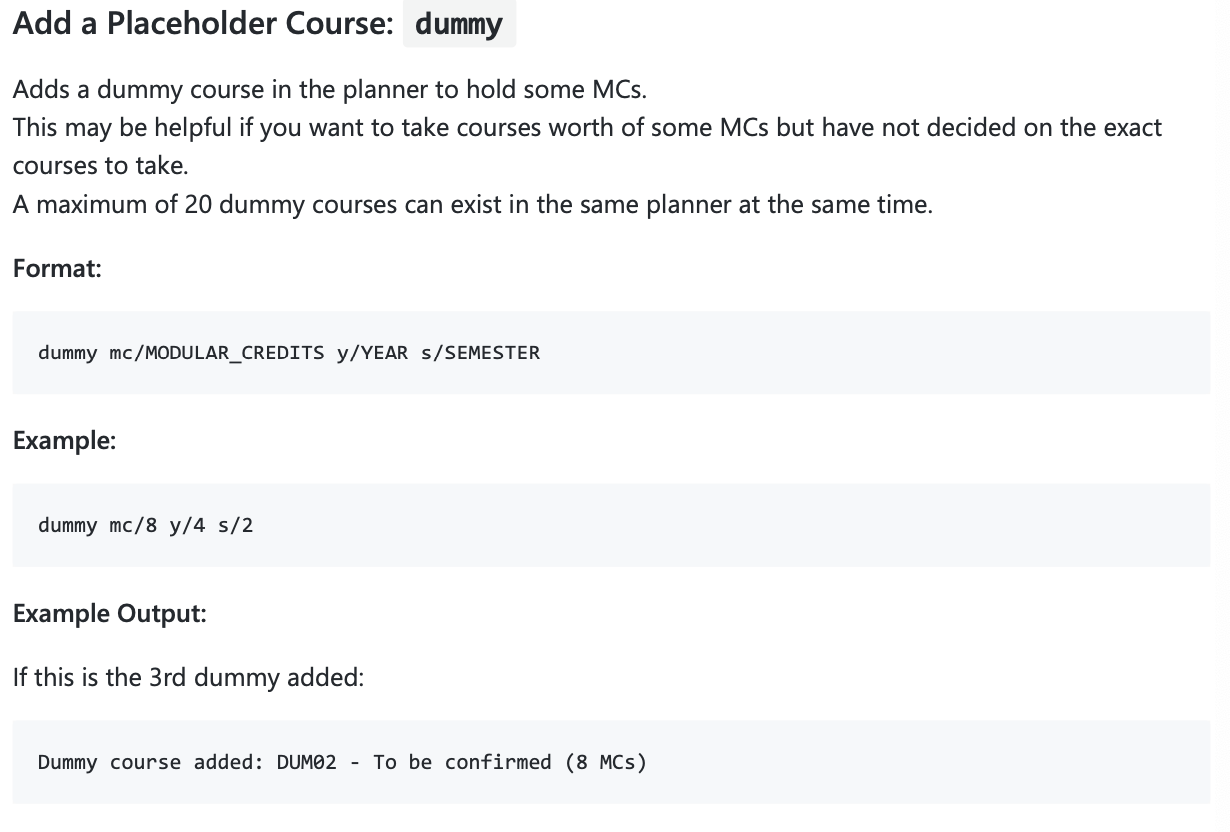 Add a Placeholder Course: dummy
Adds a dummy course in the planner to hold some MCs.
This may be helpful if you want to take courses worth of some MCs but have not decided on the exact
courses to take.
A maximum of 20 dummy courses can exist in the same planner at the same time.
Format:
dummy mc/MODULAR_CREDITS y/YEAR s/SEMESTER
Example:
dummy mc/8 y/4 s/2
Example Output:
If this is the 3rd dummy added:
Dummy course added: DUM02 - To be confirmed (8 MCs)